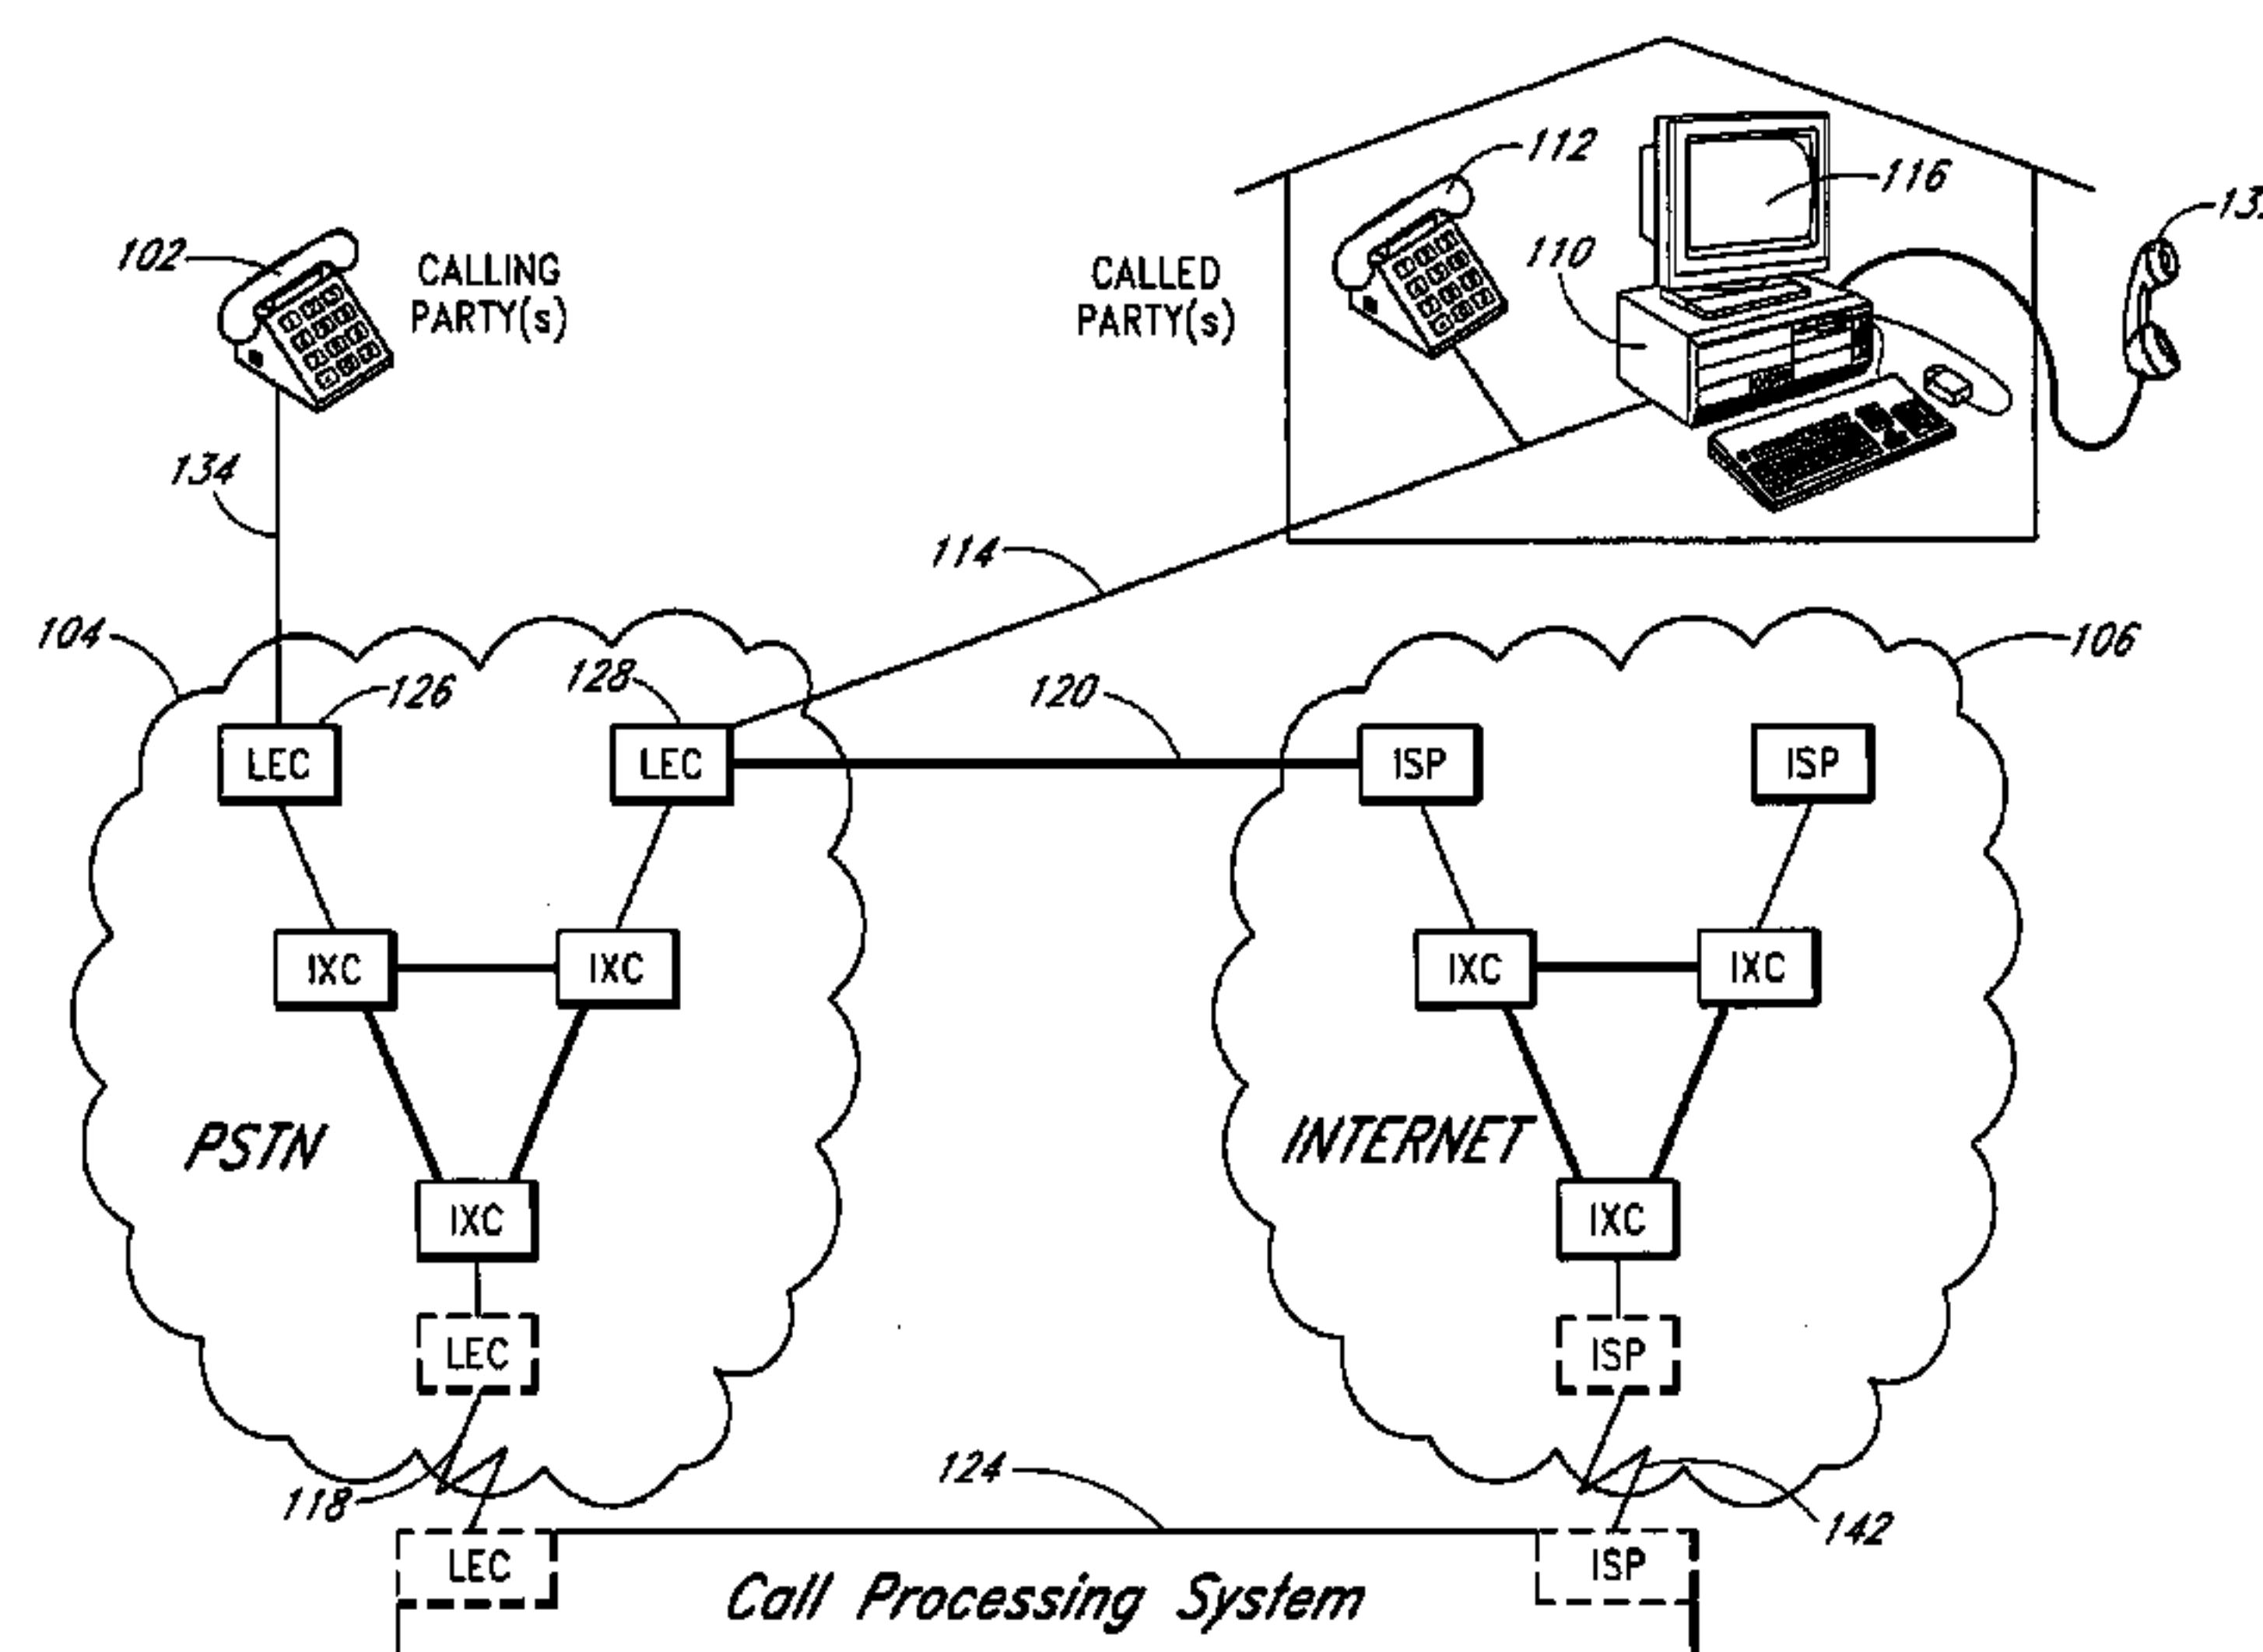 112
116
110
102
CALLING
PARTY(s)
CALLED
PARTY(s)
134
114
104
126
128
120
106
LEC
LEC
ISP
ISP
IXC
IXC
IXC
IXC
PSTN
INTERNET
IXC
IXC
LEC
ISP
118
124
142
LEC
ISP
Call Processing System